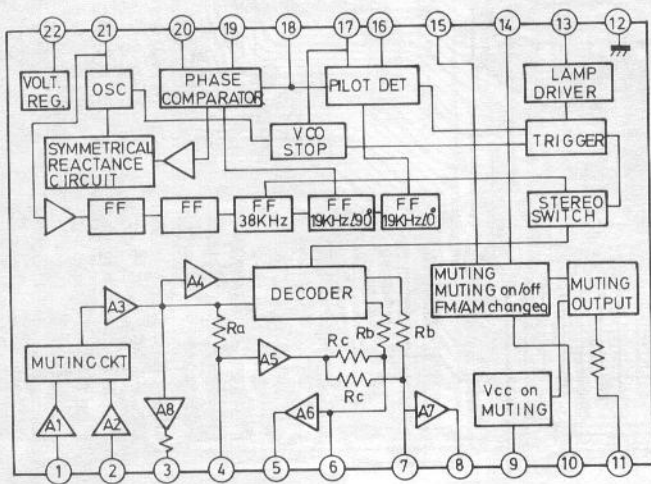 22 21 20 19 18 17 16 15 14 13 12
VOLT.
REG.
OSC
PHASE
COMPARATOR
PILOT DET
LAMP
DRIVER
VCO
STOP
TRIGGER
SYMMETRICAL
REACTANCE
CIRCUIT
FF
FF
FF
38KHz
FF
19KHz/90°
FF
19KHz/0°
STEREO
SWITCH
A4
DECODER
MUTING
MUTING on/off
FM/AM changed
MUTING
OUTPUT
A3
Ra
Rb
Rb
MUTING CKT
A5
Rc
Rc
Vcc on
MUTING
A1
A2
A8
A6
A7
1 2 3 4 5 6 7 8 9 10 11